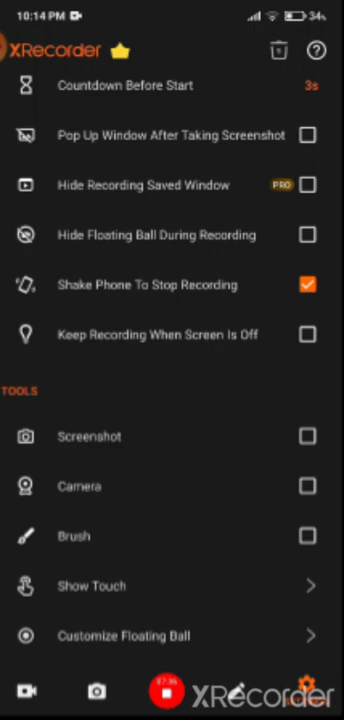 10:14 PM 34%
XRecorder
Countdown Before Start 3s
Pop Up Window After Taking Screenshot
Hide Recording Saved Window PRO
Hide Floating Ball During Recording
Shake Phone To Stop Recording
Keep Recording When Screen Is Off
TOOLS
Screenshot
Camera
Brush
Show Touch
Customize Floating Ball
XRecorder